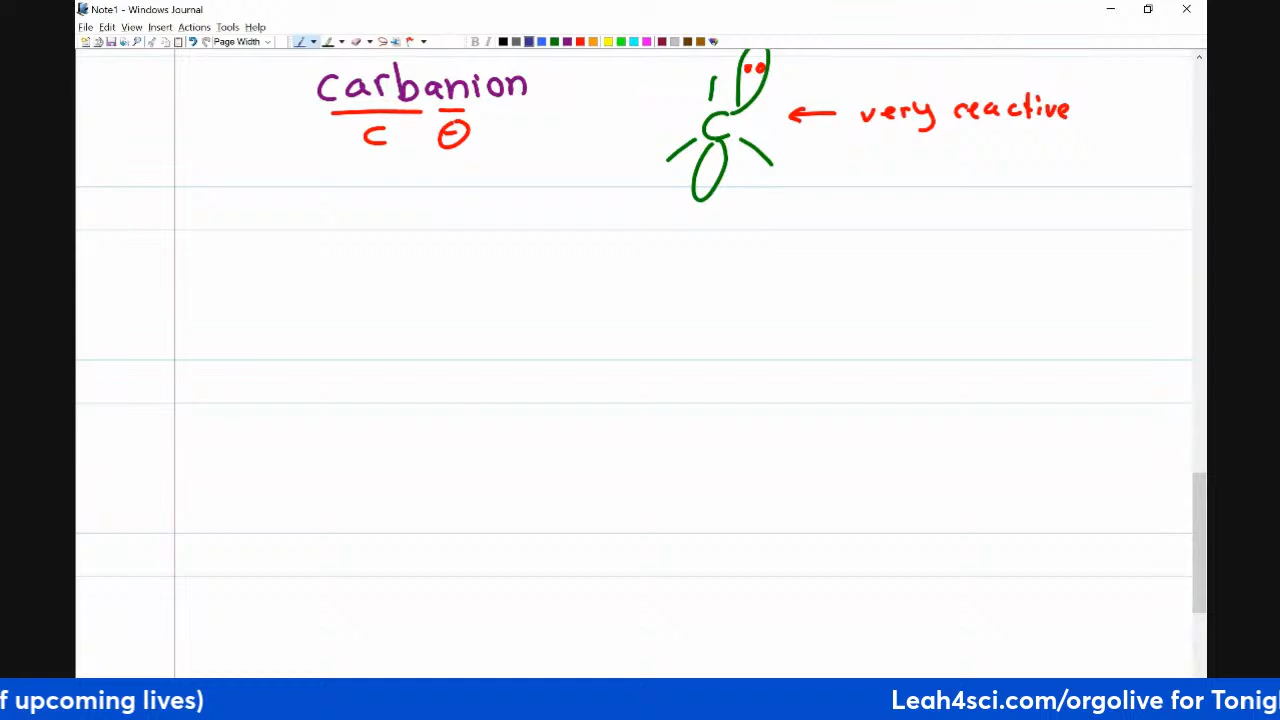 Note1 - Windows Journal
File Edit View Insert Actions Tools Help
Page Width
B I
carbanion
C ⊖
C
← very reactive
f upcoming lives)
Leah4sci.com/orgolive for Tonig